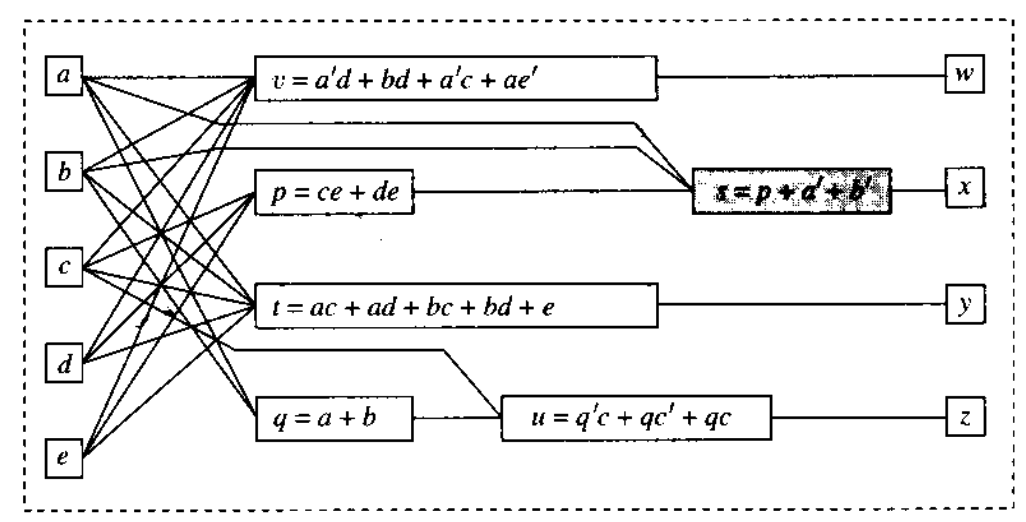 a
v = a'd + bd + a'c + ae'
w
b
p = ce + de
s = p + a' + b'
x
c
t = ac + ad + bc + bd + e
y
d
q = a + b
u = q'c + qc' + qc
z
e